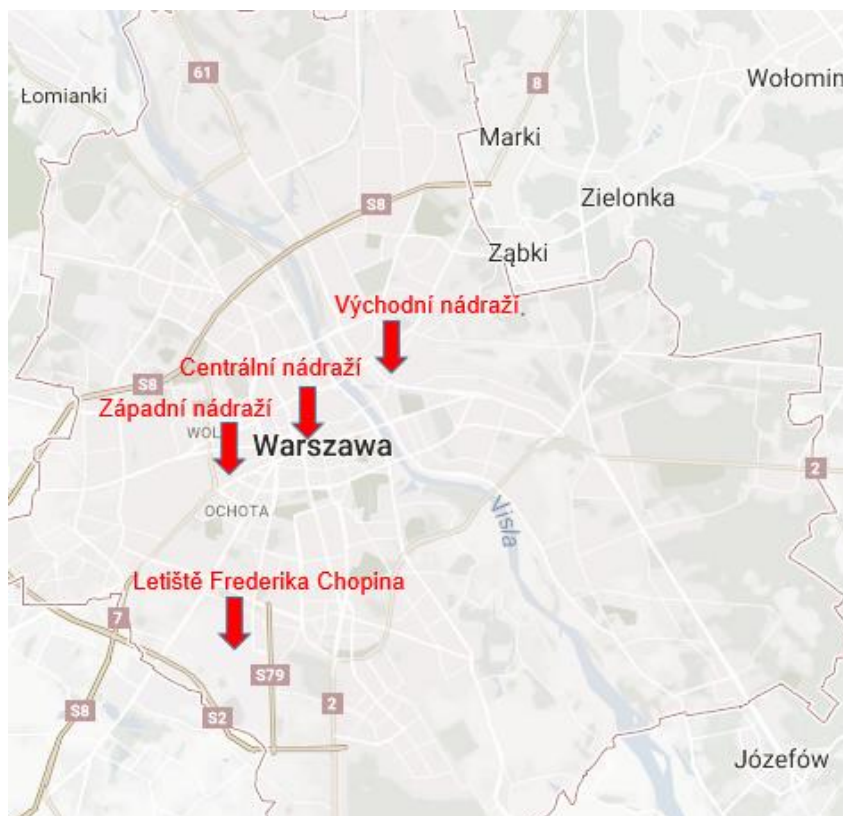 61
8
Wołomin
Łomianki
Marki
S8
Zielonka
Ząbki
Východní nádraží
Centrální nádraží
S8
Západní nádraží
WOL
Warszawa
2
OCHOTA
Wisła
Letiště Frederika Chopina
7
S79
2
S8
S2
Józefów